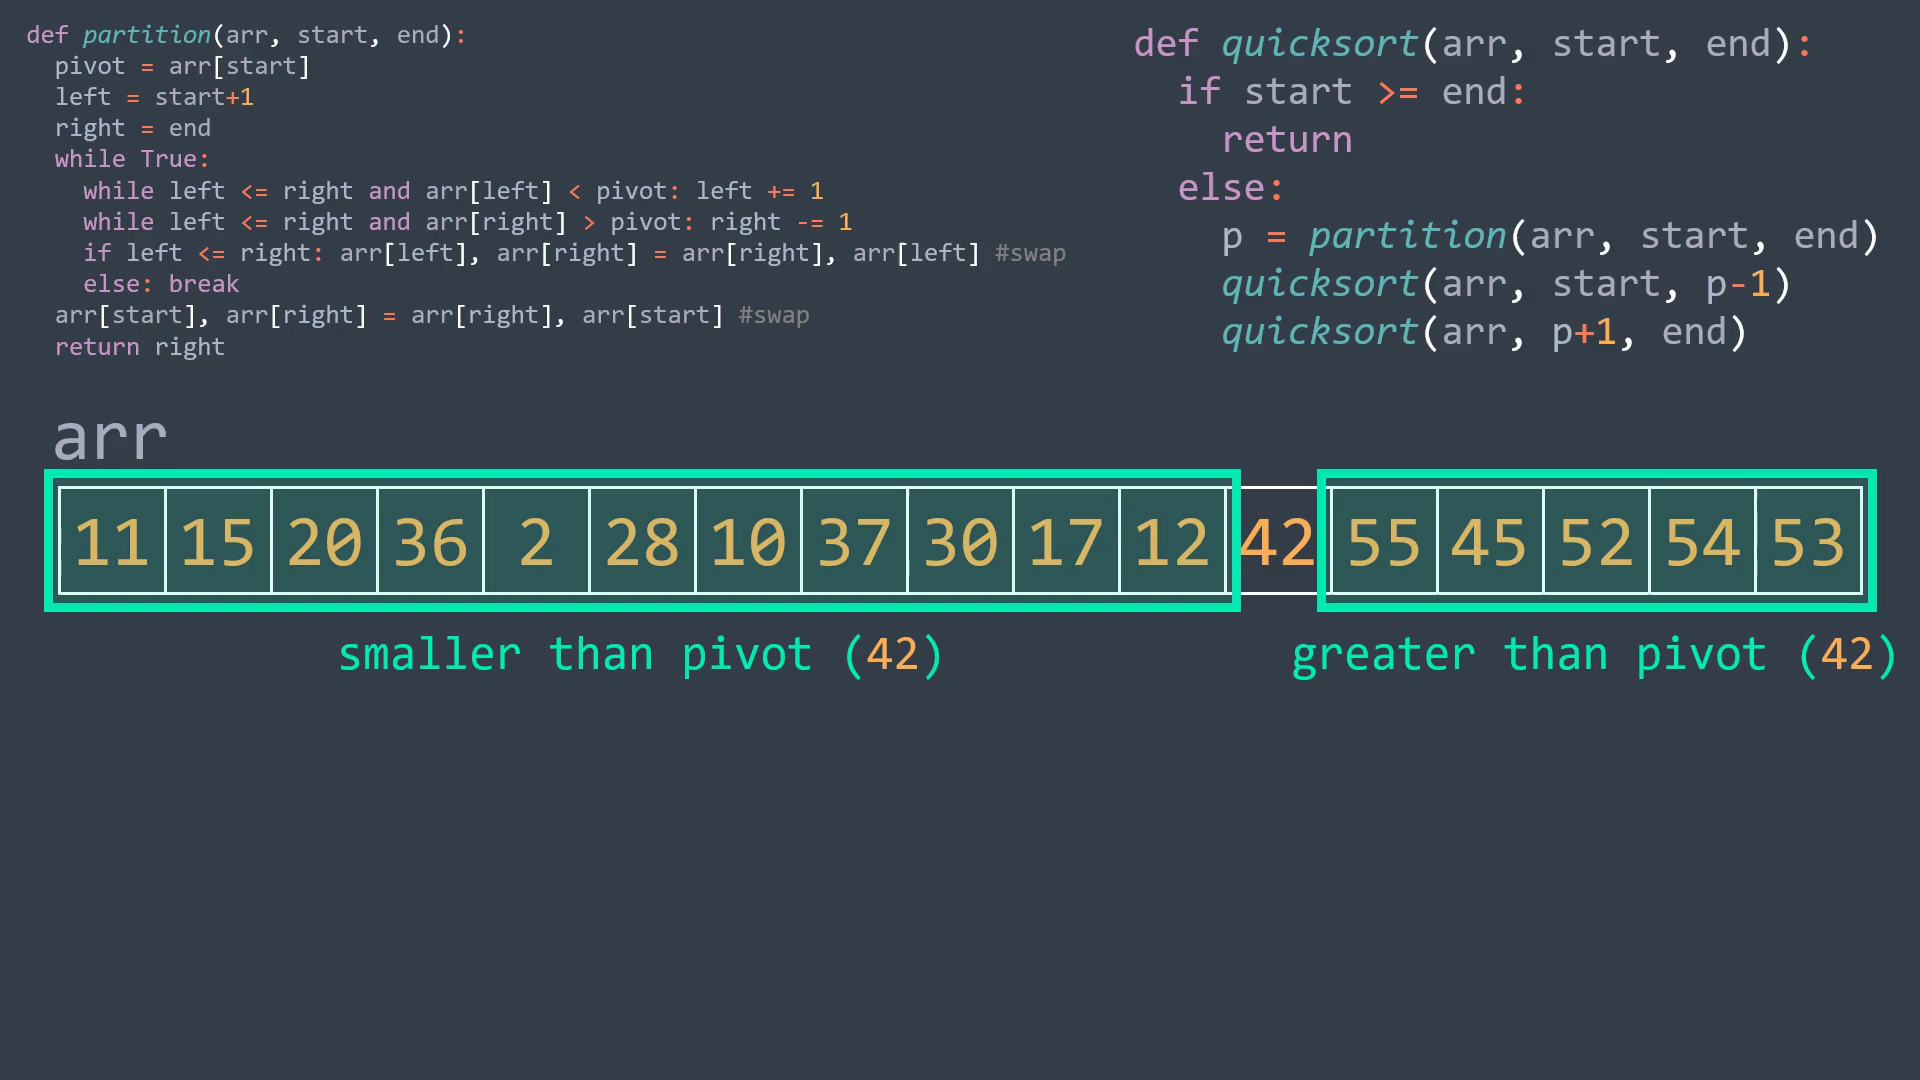 def partition(arr, start, end):
  pivot = arr[start]
  left = start+1
  right = end
  while True:
    while left <= right and arr[left] < pivot: left += 1
    while left <= right and arr[right] > pivot: right -= 1
    if left <= right: arr[left], arr[right] = arr[right], arr[left] #swap
    else: break
  arr[start], arr[right] = arr[right], arr[start] #swap
  return right
def quicksort(arr, start, end):
  if start >= end:
    return
  else:
    p = partition(arr, start, end)
    quicksort(arr, start, p-1)
    quicksort(arr, p+1, end)
arr
11 15 20 36 2 28 10 37 30 17 12 42 55 45 52 54 53
smaller than pivot (42)
greater than pivot (42)